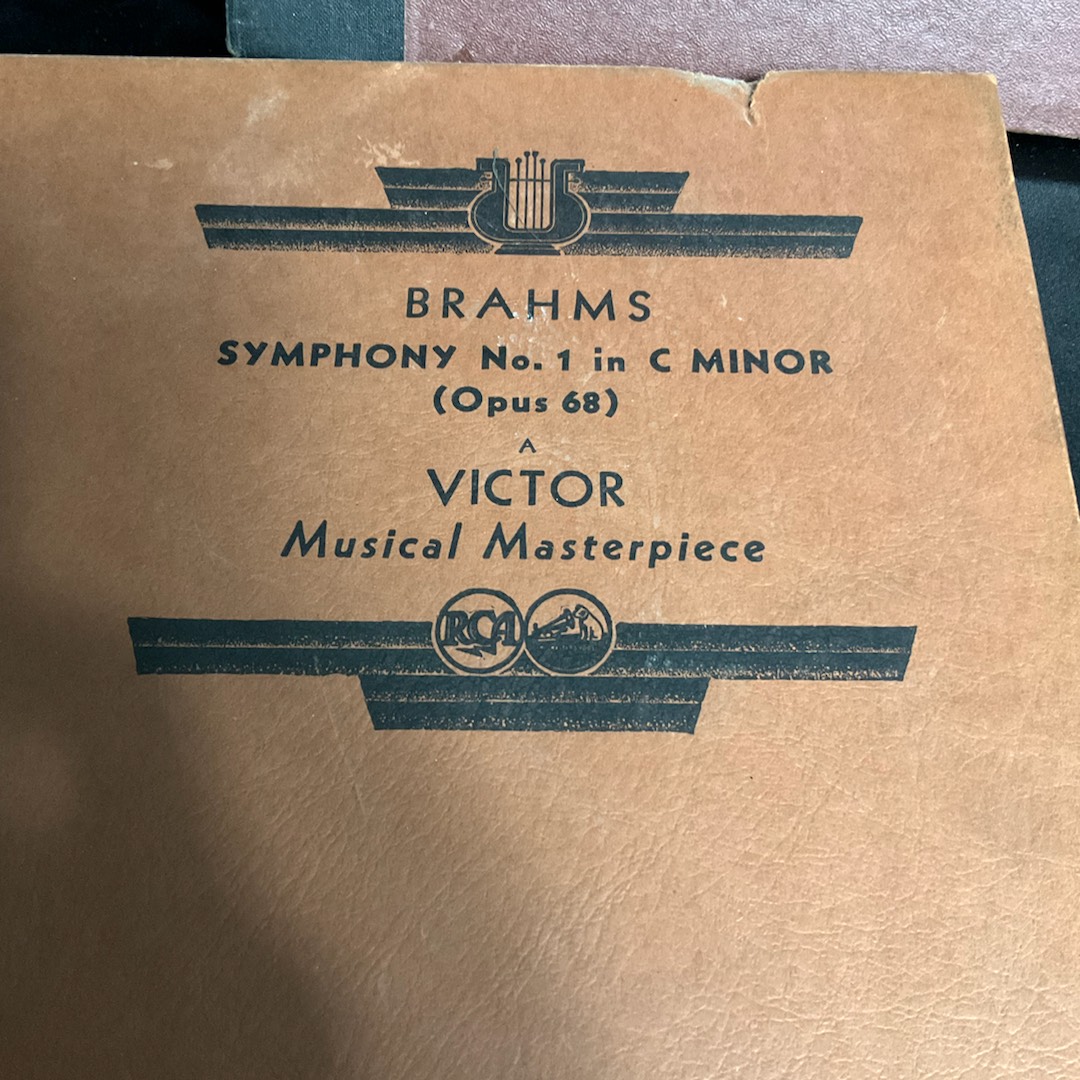 BRAHMS
SYMPHONY No. 1 in C MINOR
(Opus 68)
A
VICTOR
Musical Masterpiece
RCA